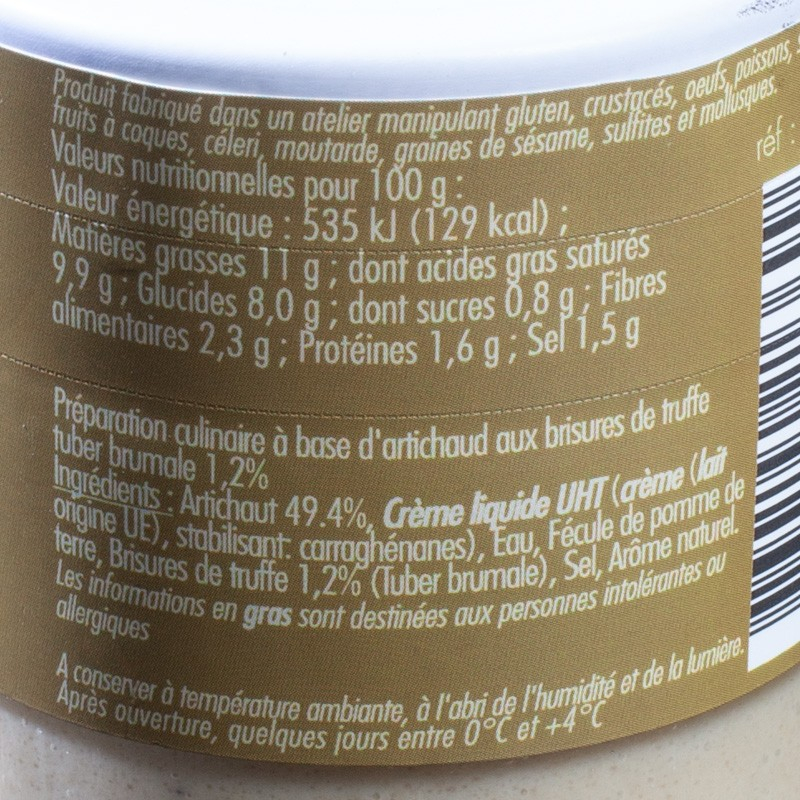 Produit fabriqué dans un atelier manipulant gluten, crustacés, oeufs, poissons,
fruits à coques, céleri, moutarde, graines de sésame, sulfites et mollusques.
réf :
Valeurs nutritionnelles pour 100 g :
Valeur énergétique : 535 kJ (129 kcal) ;
Matières grasses 11 g ; dont acides gras saturés
9,9 g ; Glucides 8,0 g ; dont sucres 0,8 g ; Fibres
alimentaires 2,3 g ; Protéines 1,6 g ; Sel 1,5 g
Préparation culinaire à base d'artichaud aux brisures de truffe
tuber brumale 1,2%
Ingrédients : Artichaut 49.4%, Crème liquide UHT (crème (lait
origine UE), stabilisant: carraghénanes), Eau, Fécule de pomme de
terre, Brisures de truffe 1,2% (Tuber brumale), Sel, Arôme naturel.
Les informations en gras sont destinées aux personnes intolérantes ou
allergiques
A conserver à température ambiante, à l'abri de l'humidité et de la lumière.
Après ouverture, quelques jours entre 0°C et +4°C